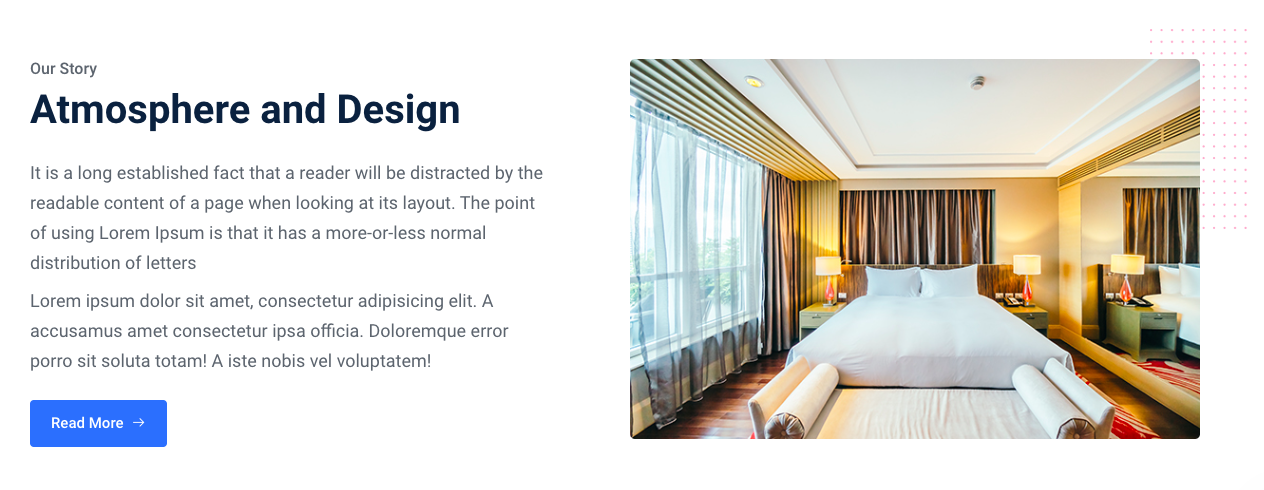 Our Story
Atmosphere and Design
It is a long established fact that a reader will be distracted by the
readable content of a page when looking at its layout. The point
of using Lorem Ipsum is that it has a more-or-less normal
distribution of letters
Lorem ipsum dolor sit amet, consectetur adipisicing elit. A
accusamus amet consectetur ipsa officia. Doloremque error
porro sit soluta totam! A iste nobis vel voluptatem!
Read More →